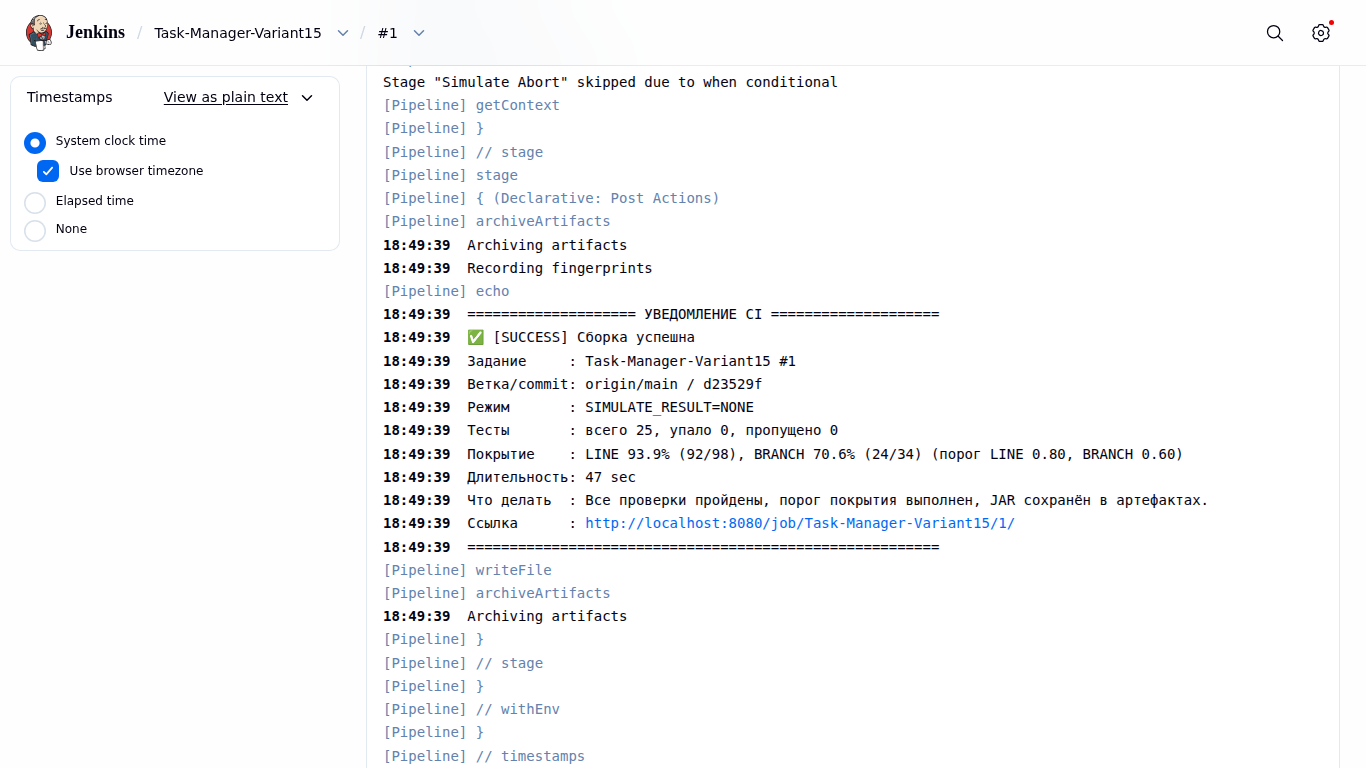 Jenkins / Task-Manager-Variant15 / #1
Timestamps View as plain text
System clock time
Use browser timezone
Elapsed time
None
Stage "Simulate Abort" skipped due to when conditional
[Pipeline] getContext
[Pipeline] }
[Pipeline] // stage
[Pipeline] stage
[Pipeline] { (Declarative: Post Actions)
[Pipeline] archiveArtifacts
18:49:39 Archiving artifacts
18:49:39 Recording fingerprints
[Pipeline] echo
18:49:39 ==================== УВЕДОМЛЕНИЕ CI ====================
18:49:39 ✅ [SUCCESS] Сборка успешна
18:49:39 Задание     : Task-Manager-Variant15 #1
18:49:39 Ветка/commit: origin/main / d23529f
18:49:39 Режим       : SIMULATE_RESULT=NONE
18:49:39 Тесты       : всего 25, упало 0, пропущено 0
18:49:39 Покрытие    : LINE 93.9% (92/98), BRANCH 70.6% (24/34) (порог LINE 0.80, BRANCH 0.60)
18:49:39 Длительность: 47 sec
18:49:39 Что делать  : Все проверки пройдены, порог покрытия выполнен, JAR сохранён в артефактах.
18:49:39 Ссылка      : http://localhost:8080/job/Task-Manager-Variant15/1/
18:49:39 ========================================================
[Pipeline] writeFile
[Pipeline] archiveArtifacts
18:49:39 Archiving artifacts
[Pipeline] }
[Pipeline] // stage
[Pipeline] }
[Pipeline] // withEnv
[Pipeline] }
[Pipeline] // timestamps